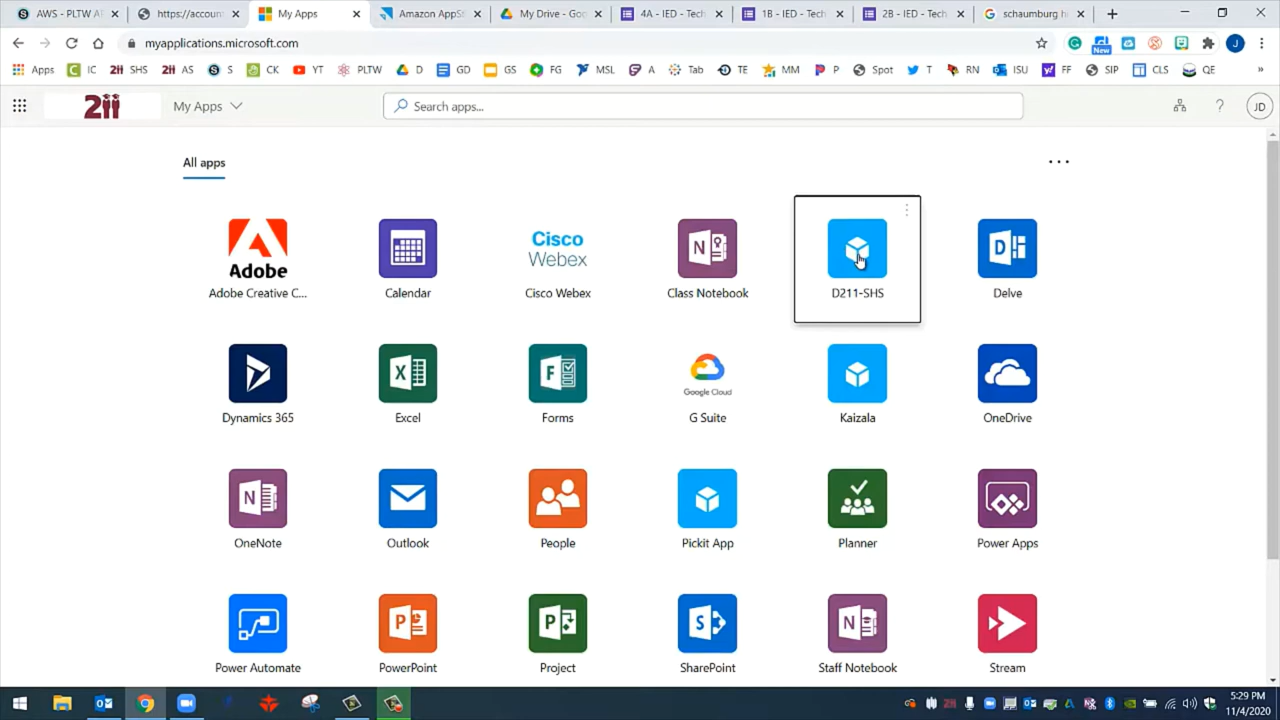 AWS - PLTW AP
https://account
My Apps
Amazon AppS
My Drive - Goo
4A - IED - Tech
1B - IED - Tech
2B - IED - Tech
schaumburg h
myapplications.microsoft.com
New
J
Apps IC SHS AS S CK YT PLTW D GD GS FG MSL A Tab TE MM P Spot T RN ISU FF SIP CLS QE »
211
My Apps
Search apps...
?
JD
All apps
Adobe
Cisco Webex
Adobe Creative C...
Calendar
Cisco Webex
Class Notebook
D211-SHS
Delve
Google Cloud
Dynamics 365
Excel
Forms
G Suite
Kaizala
OneDrive
OneNote
Outlook
People
Pickit App
Planner
Power Apps
Power Automate
PowerPoint
Project
SharePoint
Staff Notebook
Stream
5:29 PM
11/4/2020